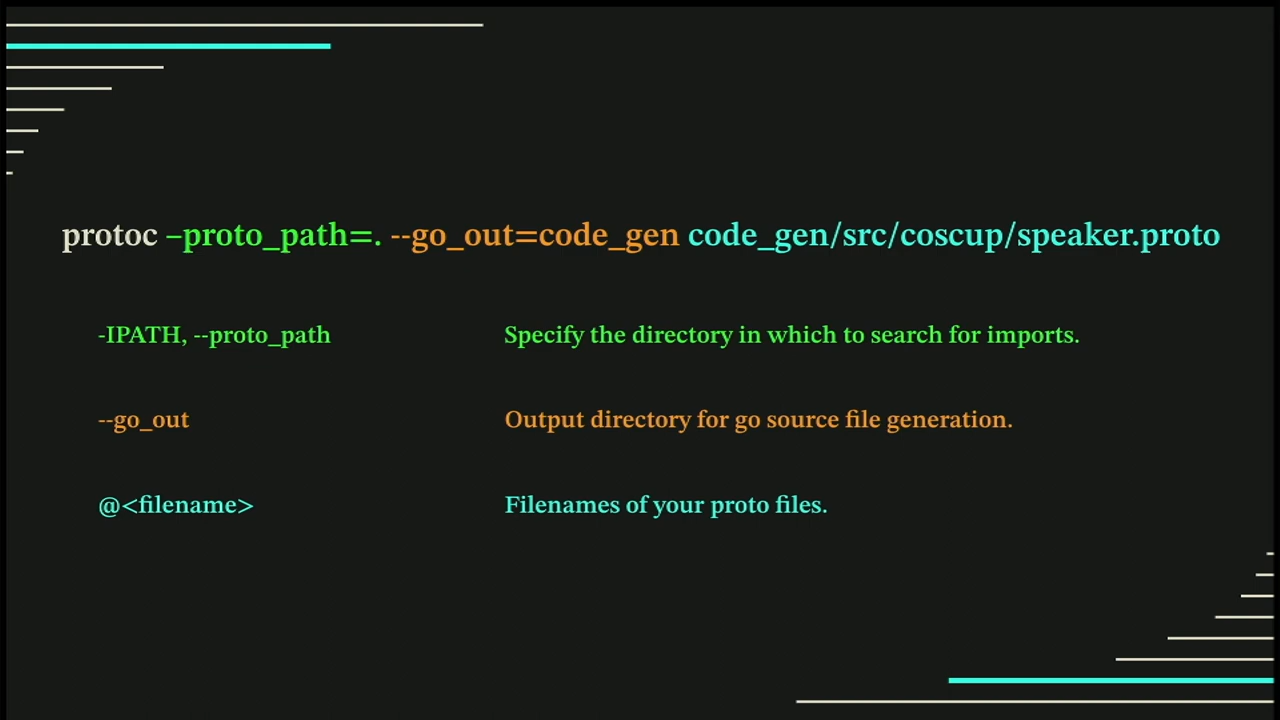 protoc –proto_path=. --go_out=code_gen code_gen/src/coscup/speaker.proto
-IPATH, --proto_path Specify the directory in which to search for imports.
--go_out Output directory for go source file generation.
@<filename> Filenames of your proto files.